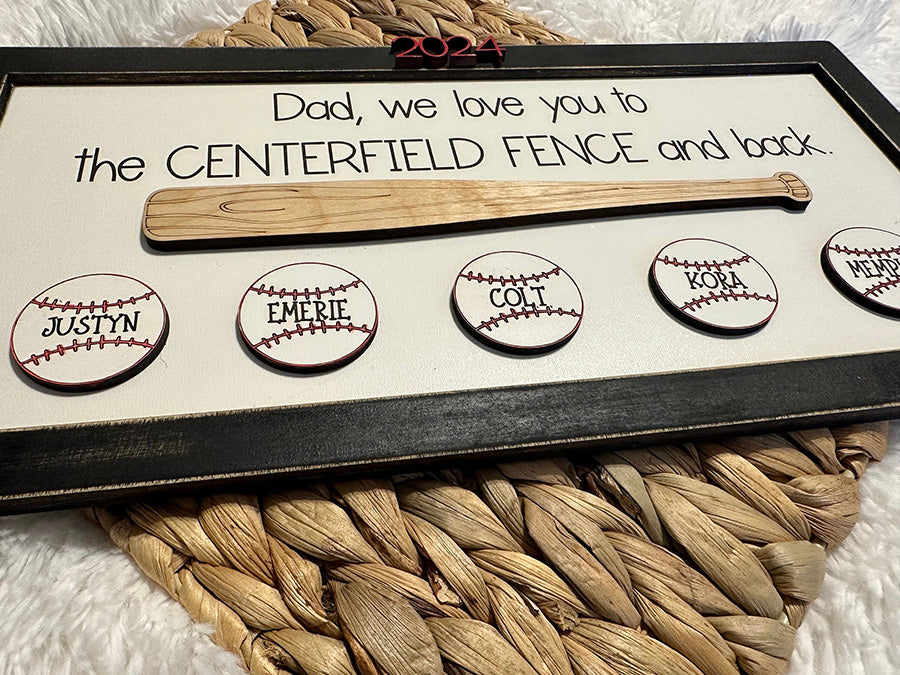 2024
Dad, we love you to
the CENTERFIELD FENCE and back.
JUSTYN
EMERIE
COLT
KORA